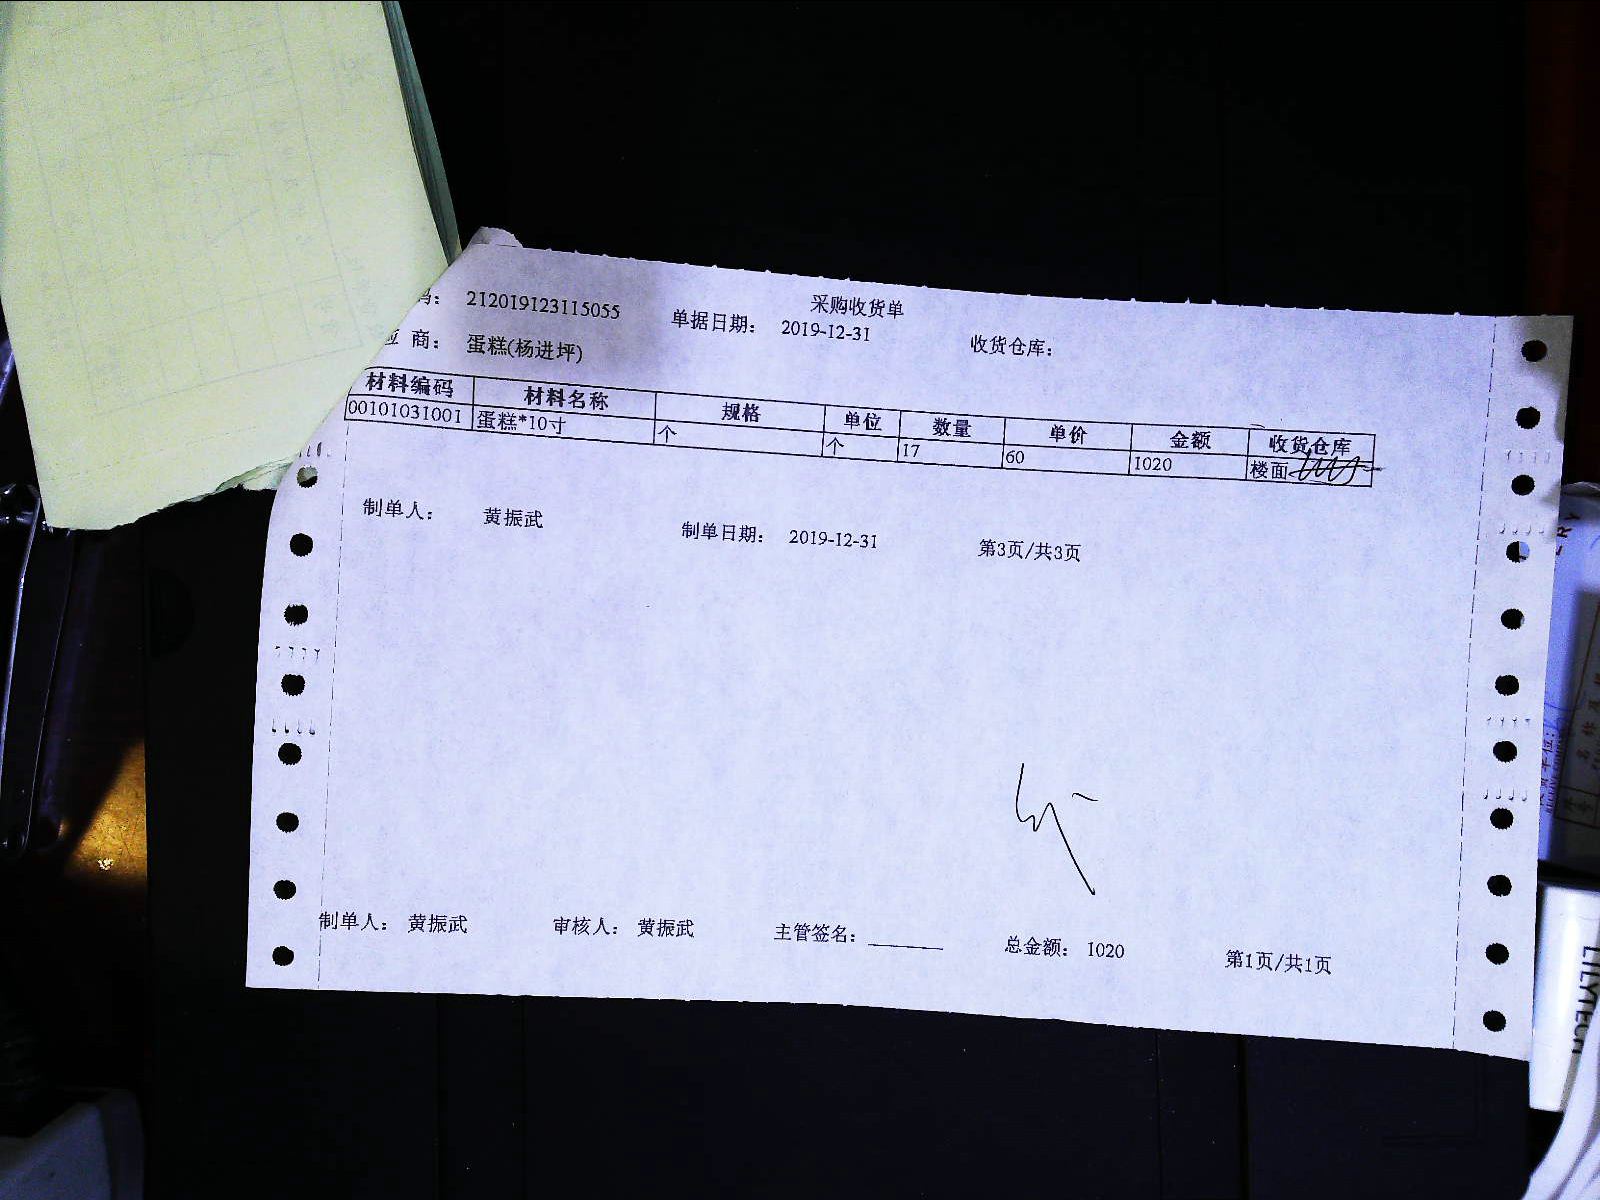 采购收货单
码： 212019123115055 单据日期： 2019-12-31 收货仓库：
应 商： 蛋糕(杨进坪)
材料编码 材料名称 规格 单位 数量 单价 金额 收货仓库
00101031001 蛋糕*10寸 个 个 17 60 1020 楼面
制单人： 黄振武 制单日期： 2019-12-31 第3页/共3页
制单人： 黄振武 审核人： 黄振武 主管签名： 总金额： 1020 第1页/共1页
LILYTECH